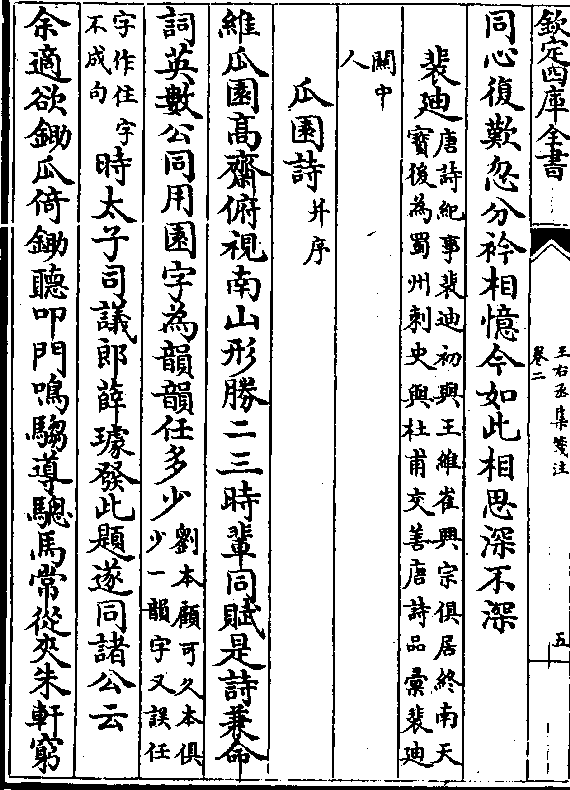 欽定四庫全書
王右丞集箋注
卷二
五
同心復歎忽分衿相憶今如此相思深不深
裴廸
唐詩紀事裴廸初與王維崔興宗俱居終南天
寳後為蜀州刺史與杜甫交善唐詩品彚裴廸
關中
人
瓜園詩并序
維瓜園高齋俯視南山形勝二三時輩同賦是詩兼命
詞英數公同用園字為韻韻任多少
劉本顧可久本俱
少一韻字又誤任
字作住字
不成句
時太子司議郎薛璩發此題遂同諸公云
余適欲鋤瓜倚鋤聽叩門鳴騶導驄馬常從夾朱軒窮